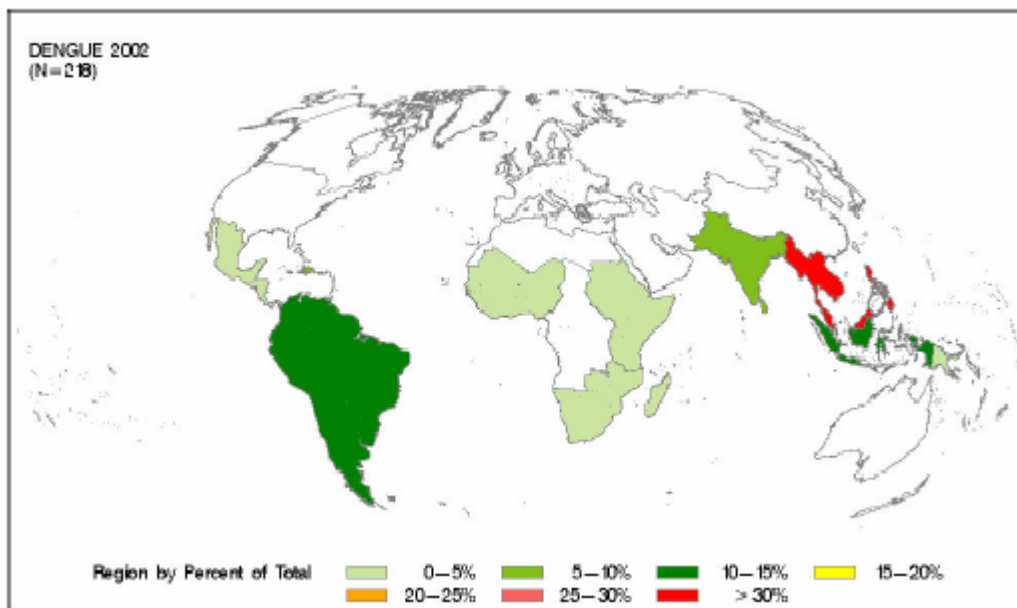 DENGUE 2002
(N=218)
Region by Percent of Total 0-5% 5-10% 10-15% 15-20%
20-25% 25-30% > 30%